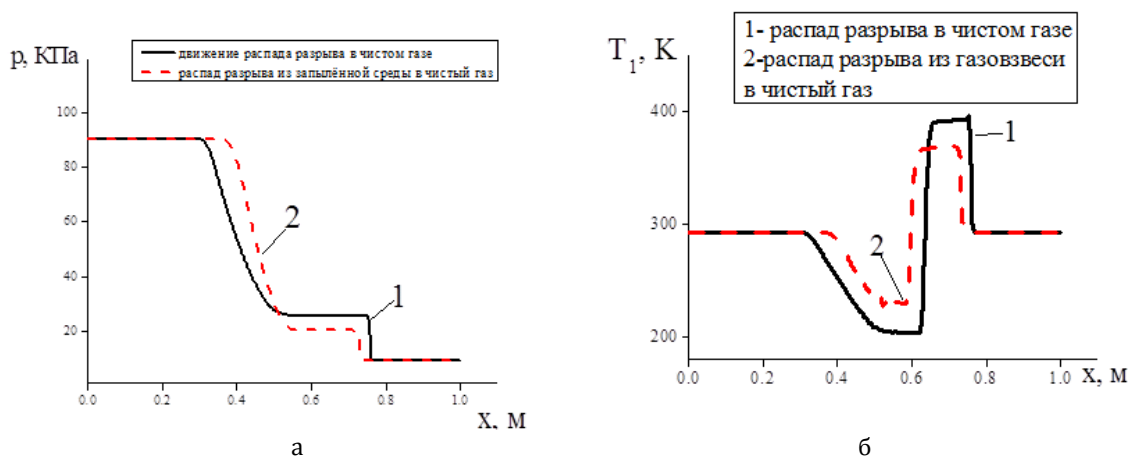 p, КПа
движение распада разрыва в чистом газе
распад разрыва из запылённой среды в чистый газ
100
80
60
40
20
0.0 0.2 0.4 0.6 0.8 1.0
x, м
2
1
а
T₁, K
1- распад разрыва в чистом газе
2-распад разрыва из газовзвеси
в чистый газ
400
300
200
0.0 0.2 0.4 0.6 0.8 1.0
x, м
1
2
б